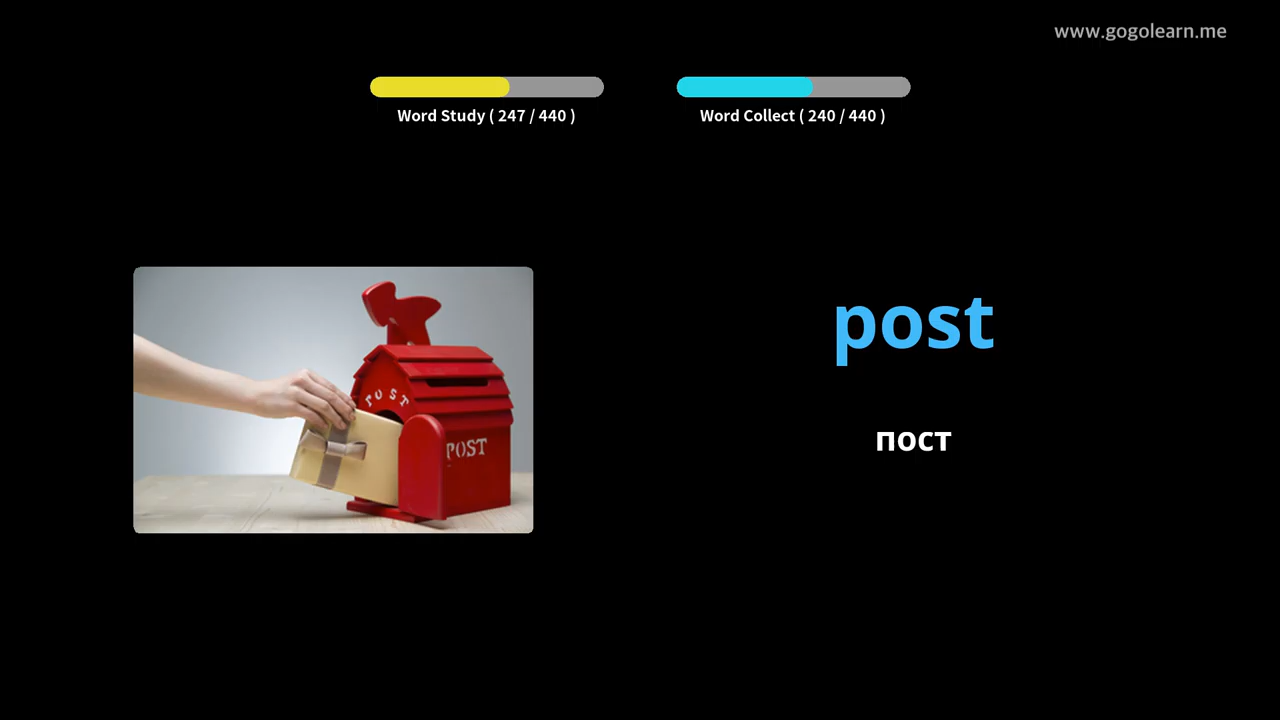 www.gogolearn.me
Word Study ( 247 / 440 )
Word Collect ( 240 / 440 )
POST
POST
post
пост